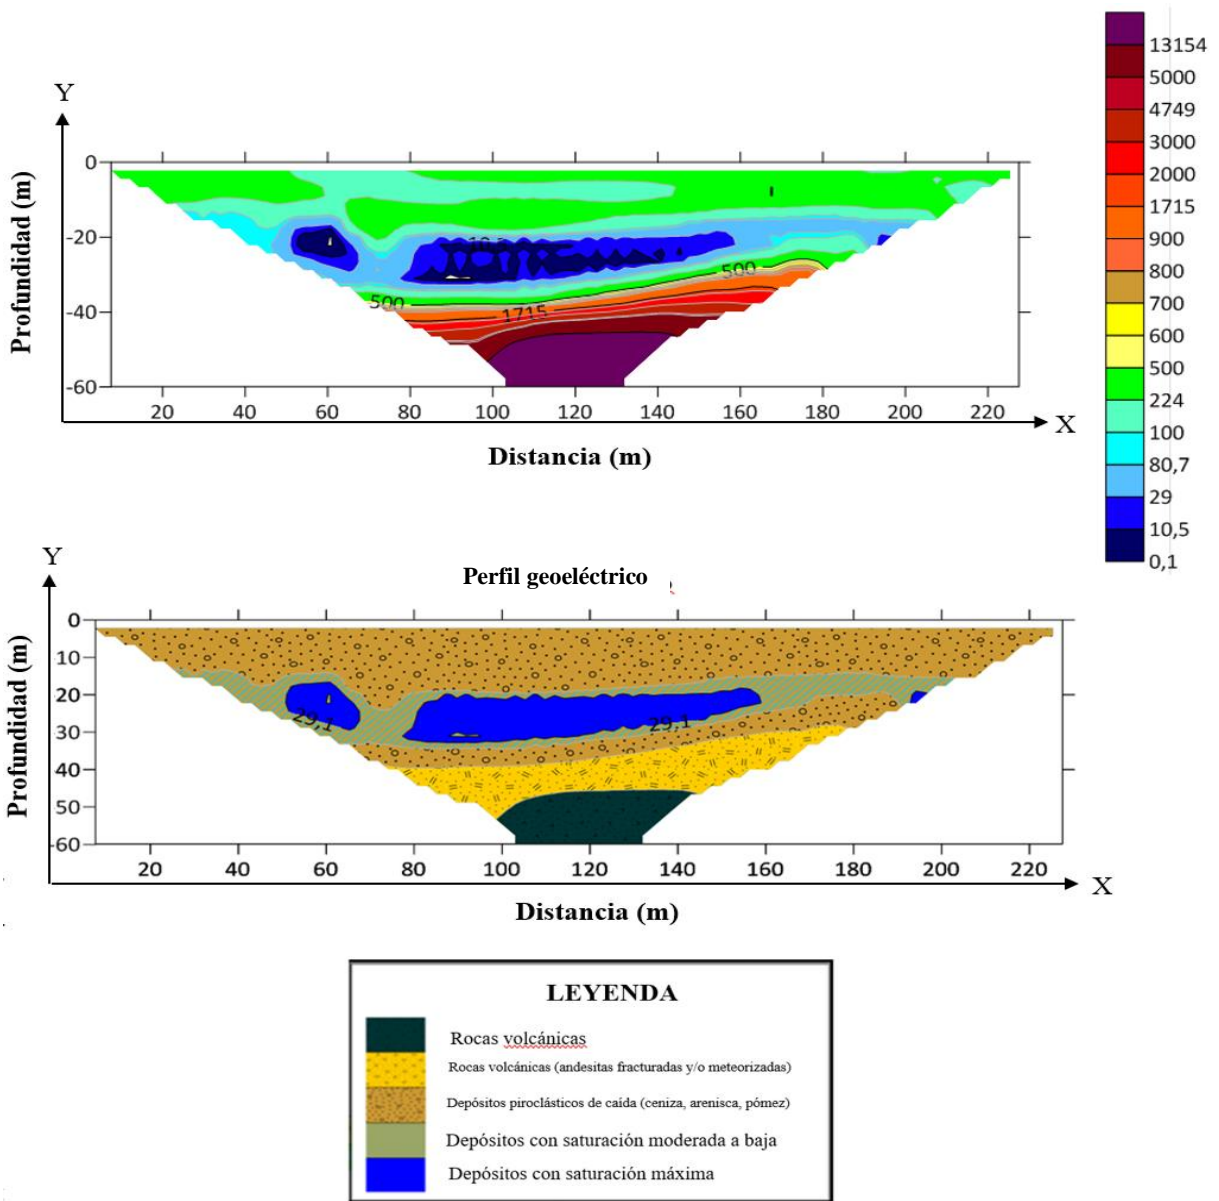 Y
Profundidad (m)
0
-20
-40
-60
10,5
500
500
1715
20 40 60 80 100 120 140 160 180 200 220
X
Distancia (m)
13154
5000
4749
3000
2000
1715
900
800
700
600
500
224
100
80,7
29
10,5
0,1
Y
Perfil geoeléctrico
Profundidad (m)
0
10
20
30
40
50
-60
29,1
29,1
20 40 60 80 100 120 140 160 180 200 220
X
Distancia (m)
LEYENDA
Rocas volcánicas
Rocas volcánicas (andesitas fracturadas y/o meteorizadas)
Depósitos piroclásticos de caída (ceniza, arenisca, pómez)
Depósitos con saturación moderada a baja
Depósitos con saturación máxima